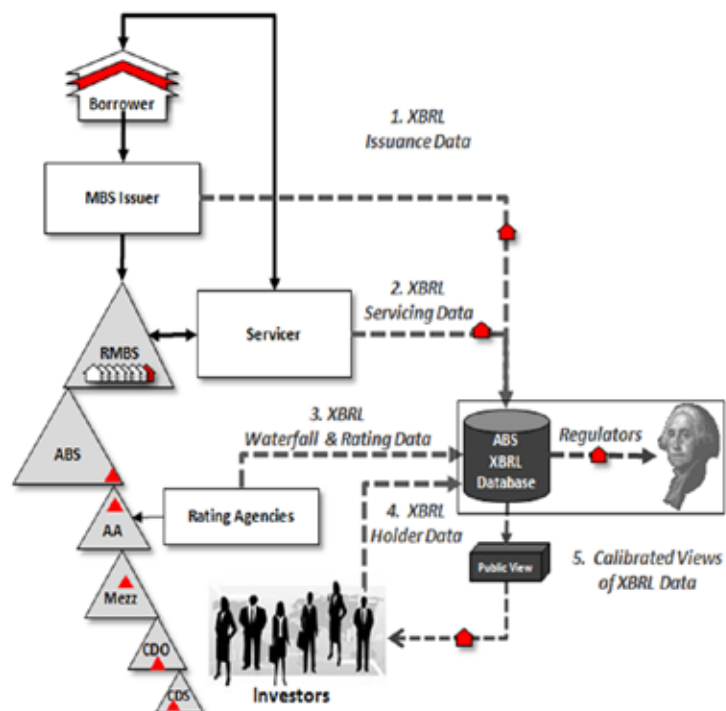 Borrower
1. XBRL
Issuance Data
MBS Issuer
2. XBRL
Servicing Data
Servicer
RMBS
3. XBRL
Waterfall & Rating Data
ABS
ABS
XBRL
Database
Regulators
Rating Agencies
AA
4. XBRL
Holder Data
Mezz
Public View
5. Calibrated Views
of XBRL Data
CDO
Investors
CDS